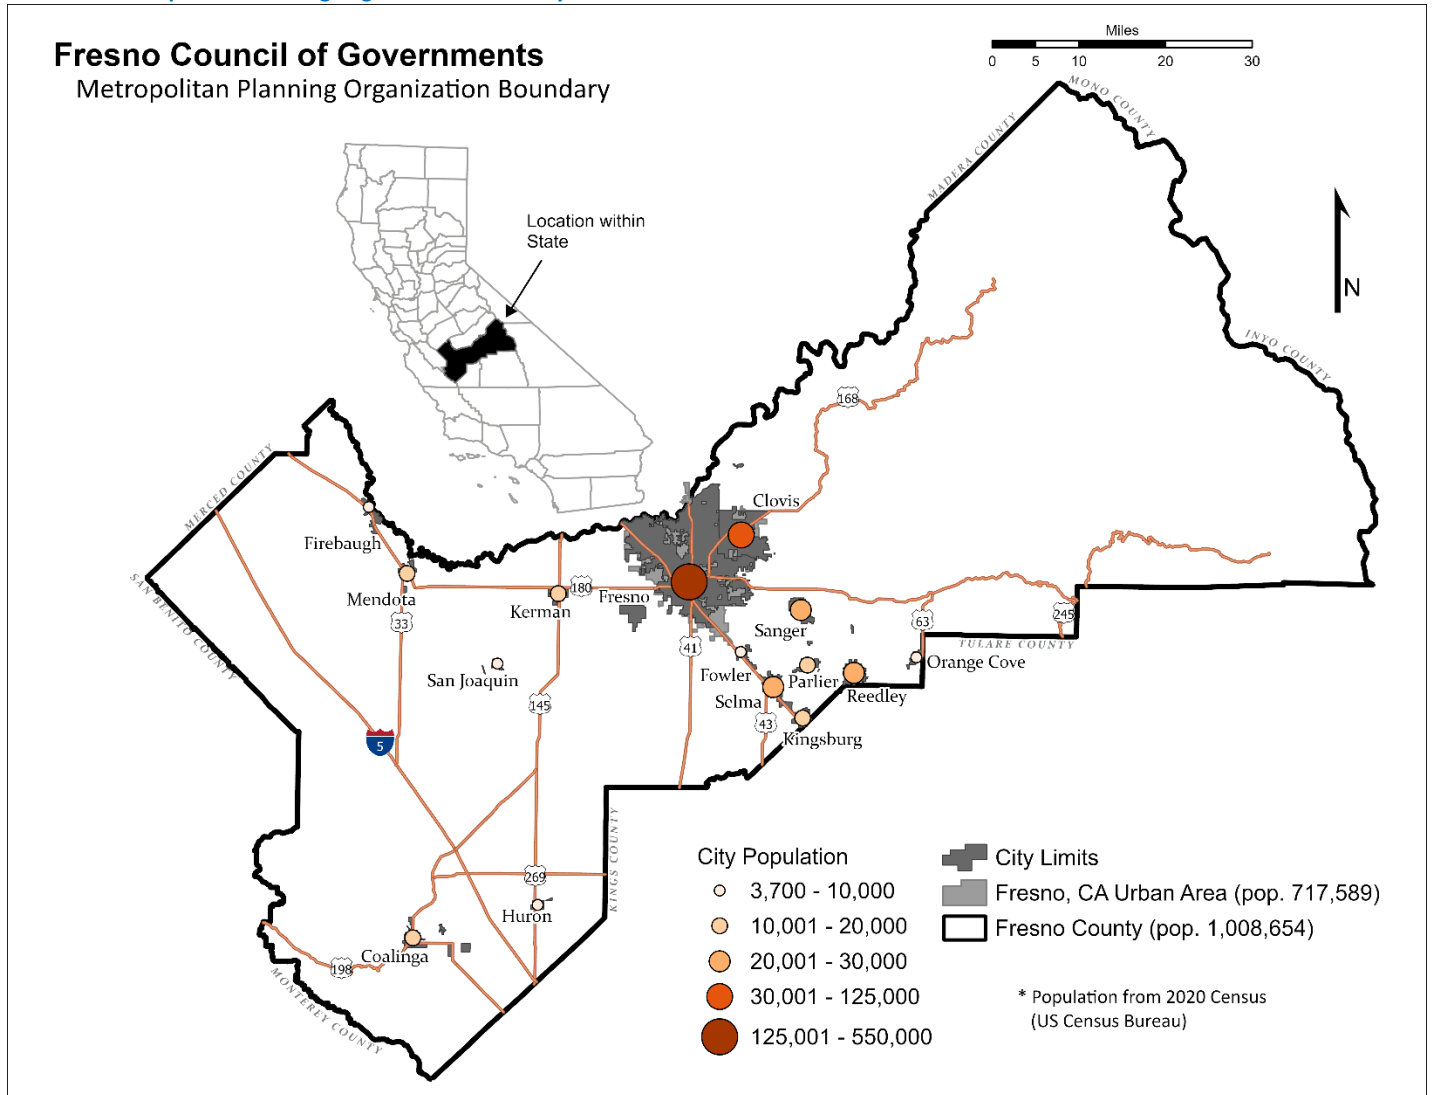 Fresno Council of Governments
Metropolitan Planning Organization Boundary
Miles
0 5 10 20 30
MONO COUNTY
MADERA COUNTY
Location within
State
N
INYO COUNTY
168
MERCED COUNTY
Clovis
Firebaugh
SAN BENITO COUNTY
Mendota
180
Fresno
Kerman
33
Sanger
63
245
TULARE COUNTY
41
Orange Cove
San Joaquin
Fowler
Parlier
Reedley
Selma
145
43
Kingsburg
5
KINGS COUNTY
269
Huron
Coalinga
198
MONTEREY COUNTY
City Population
3,700 - 10,000
10,001 - 20,000
20,001 - 30,000
30,001 - 125,000
125,001 - 550,000
City Limits
Fresno, CA Urban Area (pop. 717,589)
Fresno County (pop. 1,008,654)
* Population from 2020 Census
(US Census Bureau)